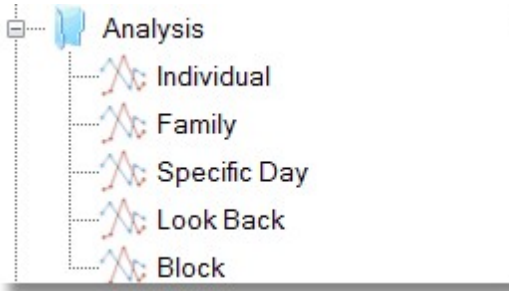 Analysis
Individual
Family
Specific Day
Look Back
Block